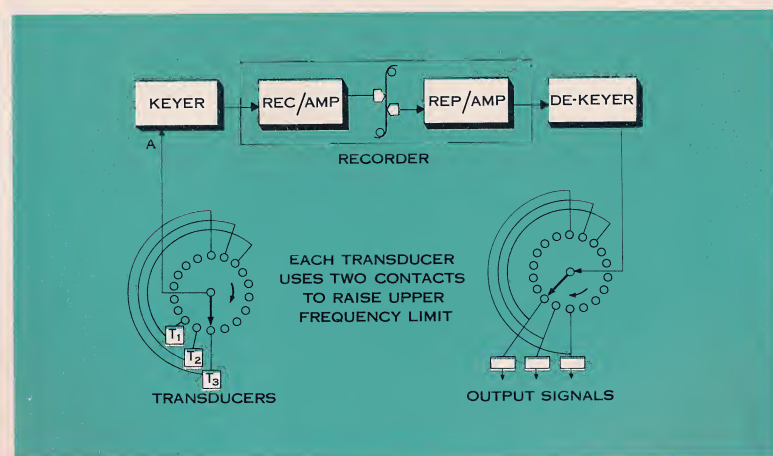 KEYER
REC/AMP
REP/AMP
DE-KEYER
A
RECORDER
EACH TRANSDUCER
USES TWO CONTACTS
TO RAISE UPPER
FREQUENCY LIMIT
T1
T2
T3
TRANSDUCERS
OUTPUT SIGNALS